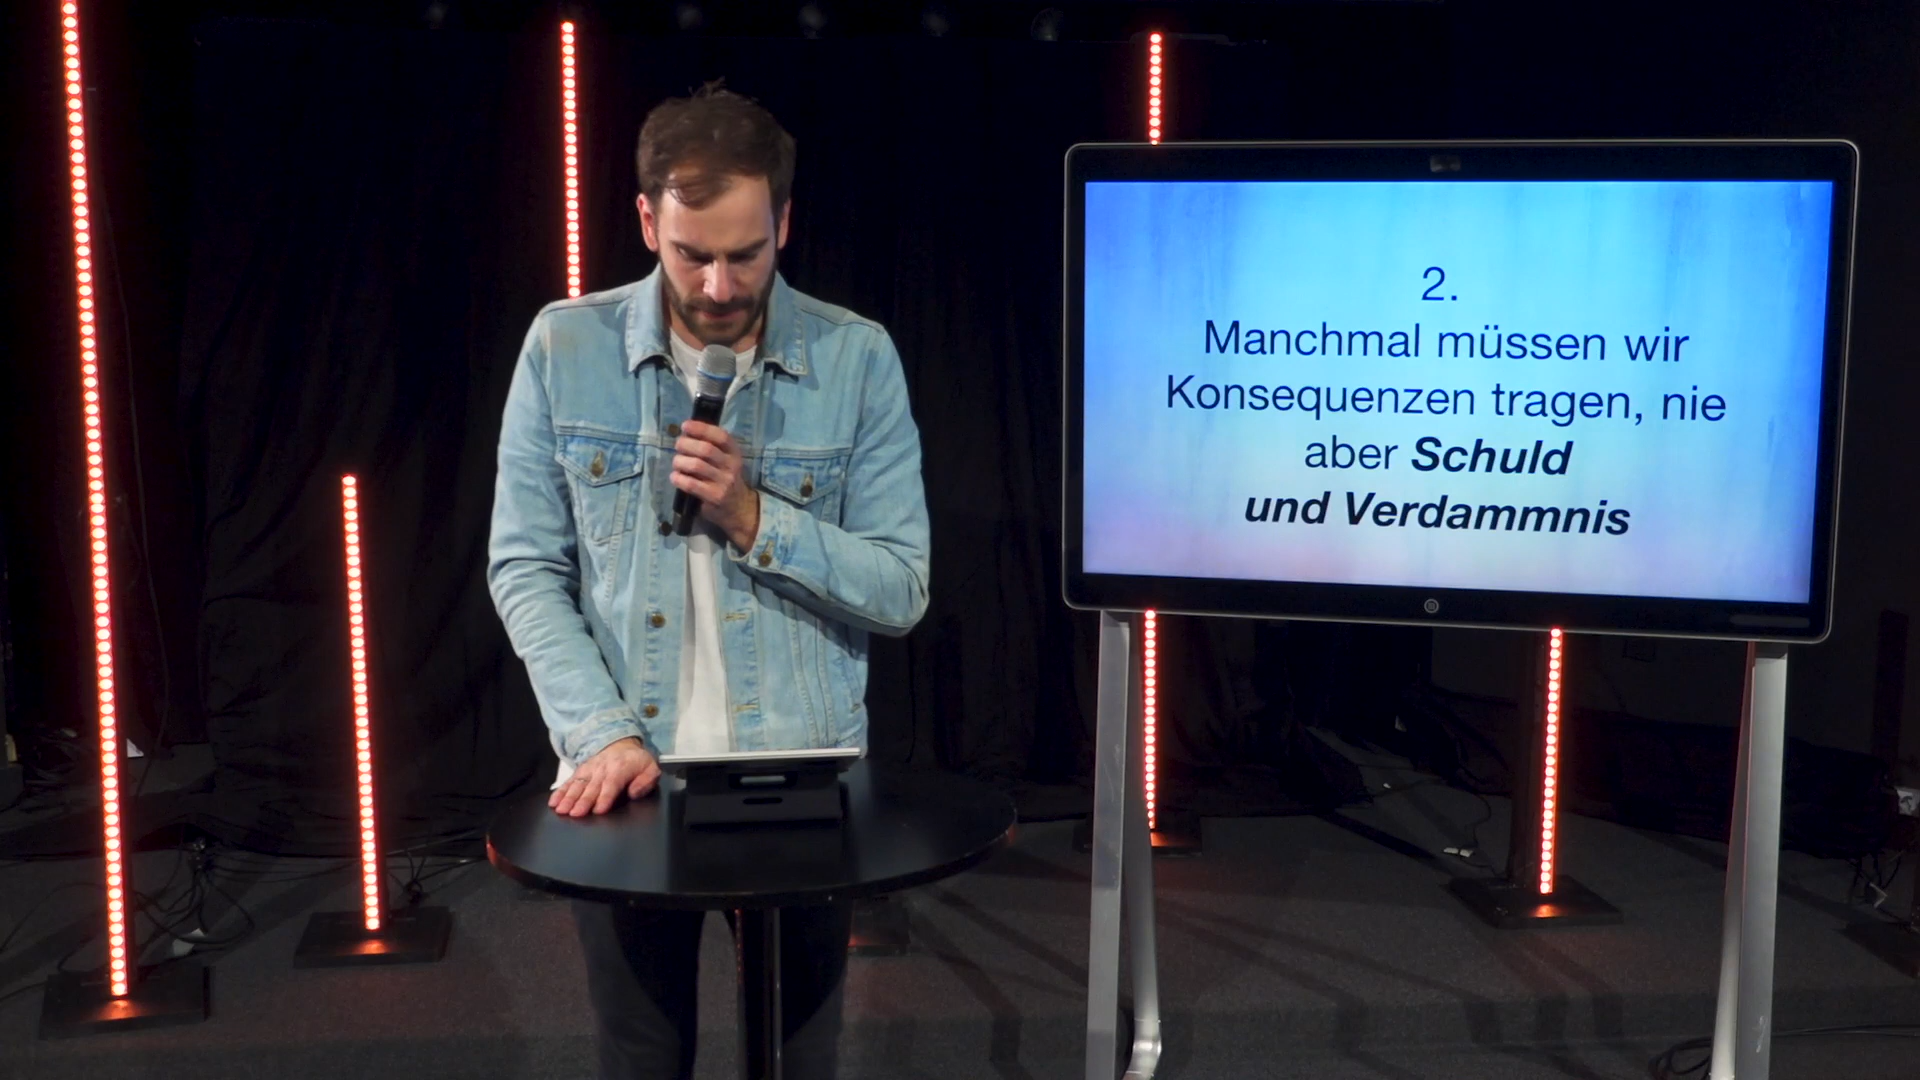 2.
Manchmal müssen wir
Konsequenzen tragen, nie
aber Schuld
und Verdammnis